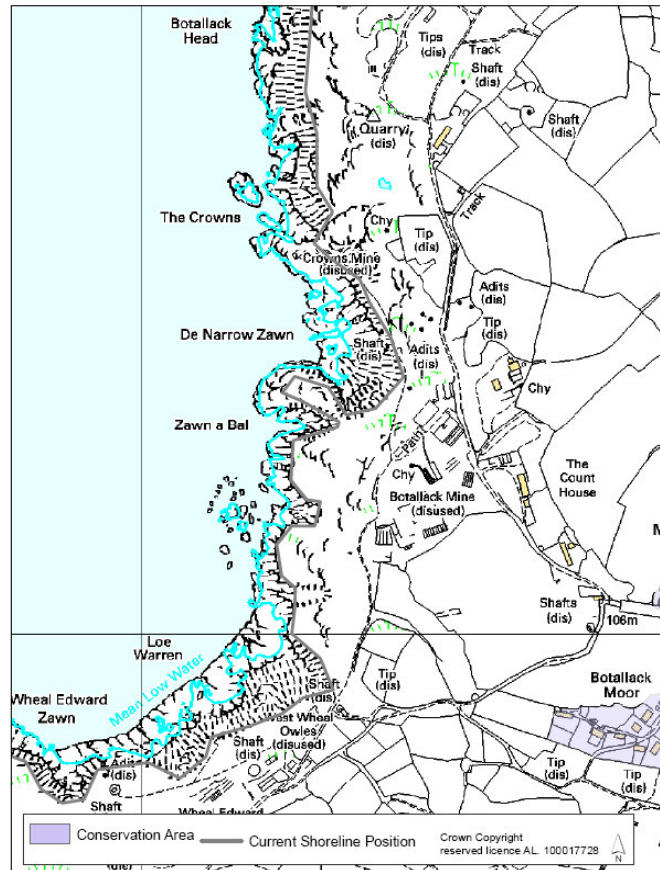 Botallack
Head
Tips
(dis)
Track
Shaft
(dis)
Shaft
(dis)
Quarry
(dis)
Track
The Crowns
Chy
Tip
(dis)
Crowns Mine
(disused)
Adits
(dis)
Tip
(dis)
De Narrow Zawn
Shaft
(dis)
Adits
(dis)
Chy
Zawn a Bal
Path
Chy
Botallack Mine
(disused)
The
Count
House
Shafts
(dis)
106m
Loe
Warren
Mean Low Water
Wheal Edward
Zawn
Shaft
(dis)
Tip
(dis)
Botallack
Moor
West Wheel
Owles
(disused)
Shaft
(dis)
Adits
(dis)
Shaft
Tip
(dis)
Tip
(dis)
Wheal Edward
Conservation Area
Current Shoreline Position
Crown Copyright
reserved licence AL. 100017728
N
(dis)